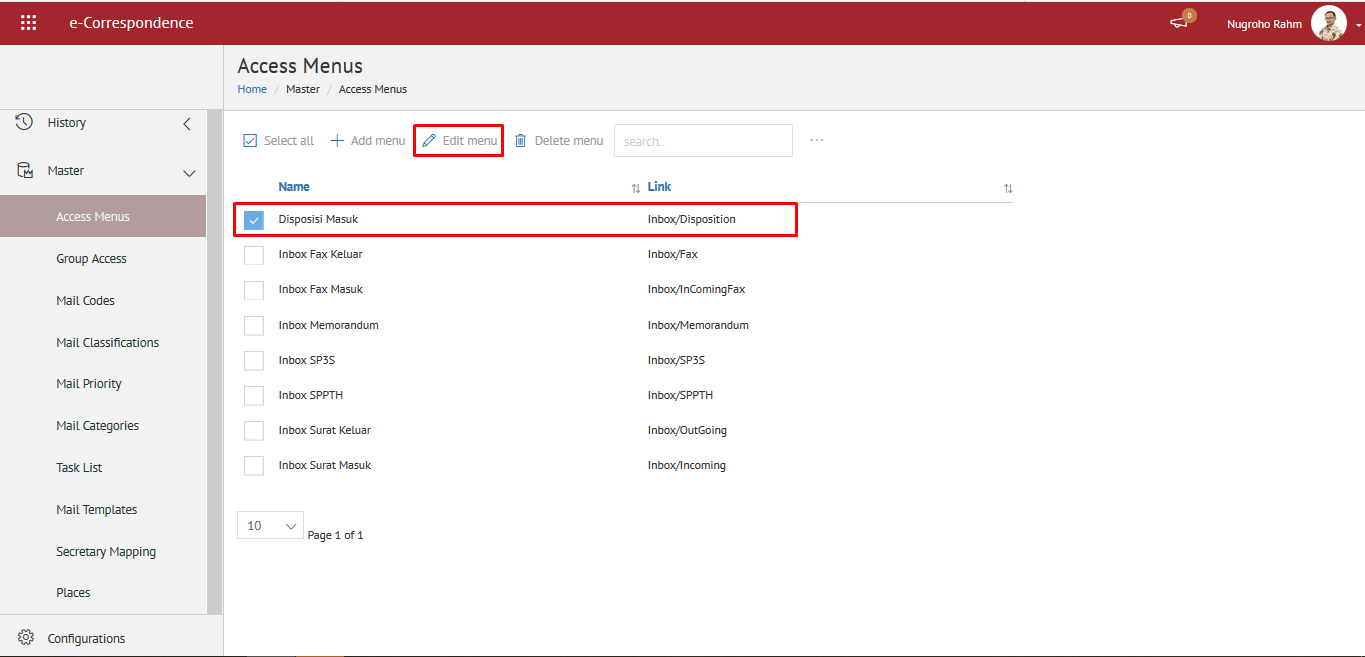 e-Correspondence
0
Nugroho Rahm
Access Menus
Home / Master / Access Menus
History
Master
Access Menus
Group Access
Mail Codes
Mail Classifications
Mail Priority
Mail Categories
Task List
Mail Templates
Secretary Mapping
Places
Configurations
Select all Add menu Edit menu Delete menu search.. ...
Name Link
Disposisi Masuk Inbox/Disposition
Inbox Fax Keluar Inbox/Fax
Inbox Fax Masuk Inbox/InComingFax
Inbox Memorandum Inbox/Memorandum
Inbox SP3S Inbox/SP3S
Inbox SPPTH Inbox/SPPTH
Inbox Surat Keluar Inbox/OutGoing
Inbox Surat Masuk Inbox/Incoming
10 Page 1 of 1